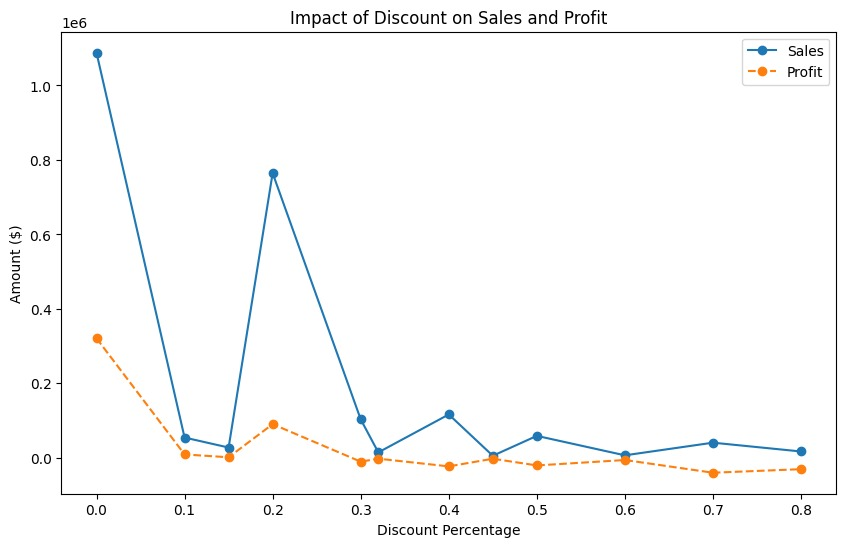 Impact of Discount on Sales and Profit
1e6
Sales
Profit
1.0
0.8
0.6
0.4
0.2
0.0
Amount ($)
0.0 0.1 0.2 0.3 0.4 0.5 0.6 0.7 0.8
Discount Percentage